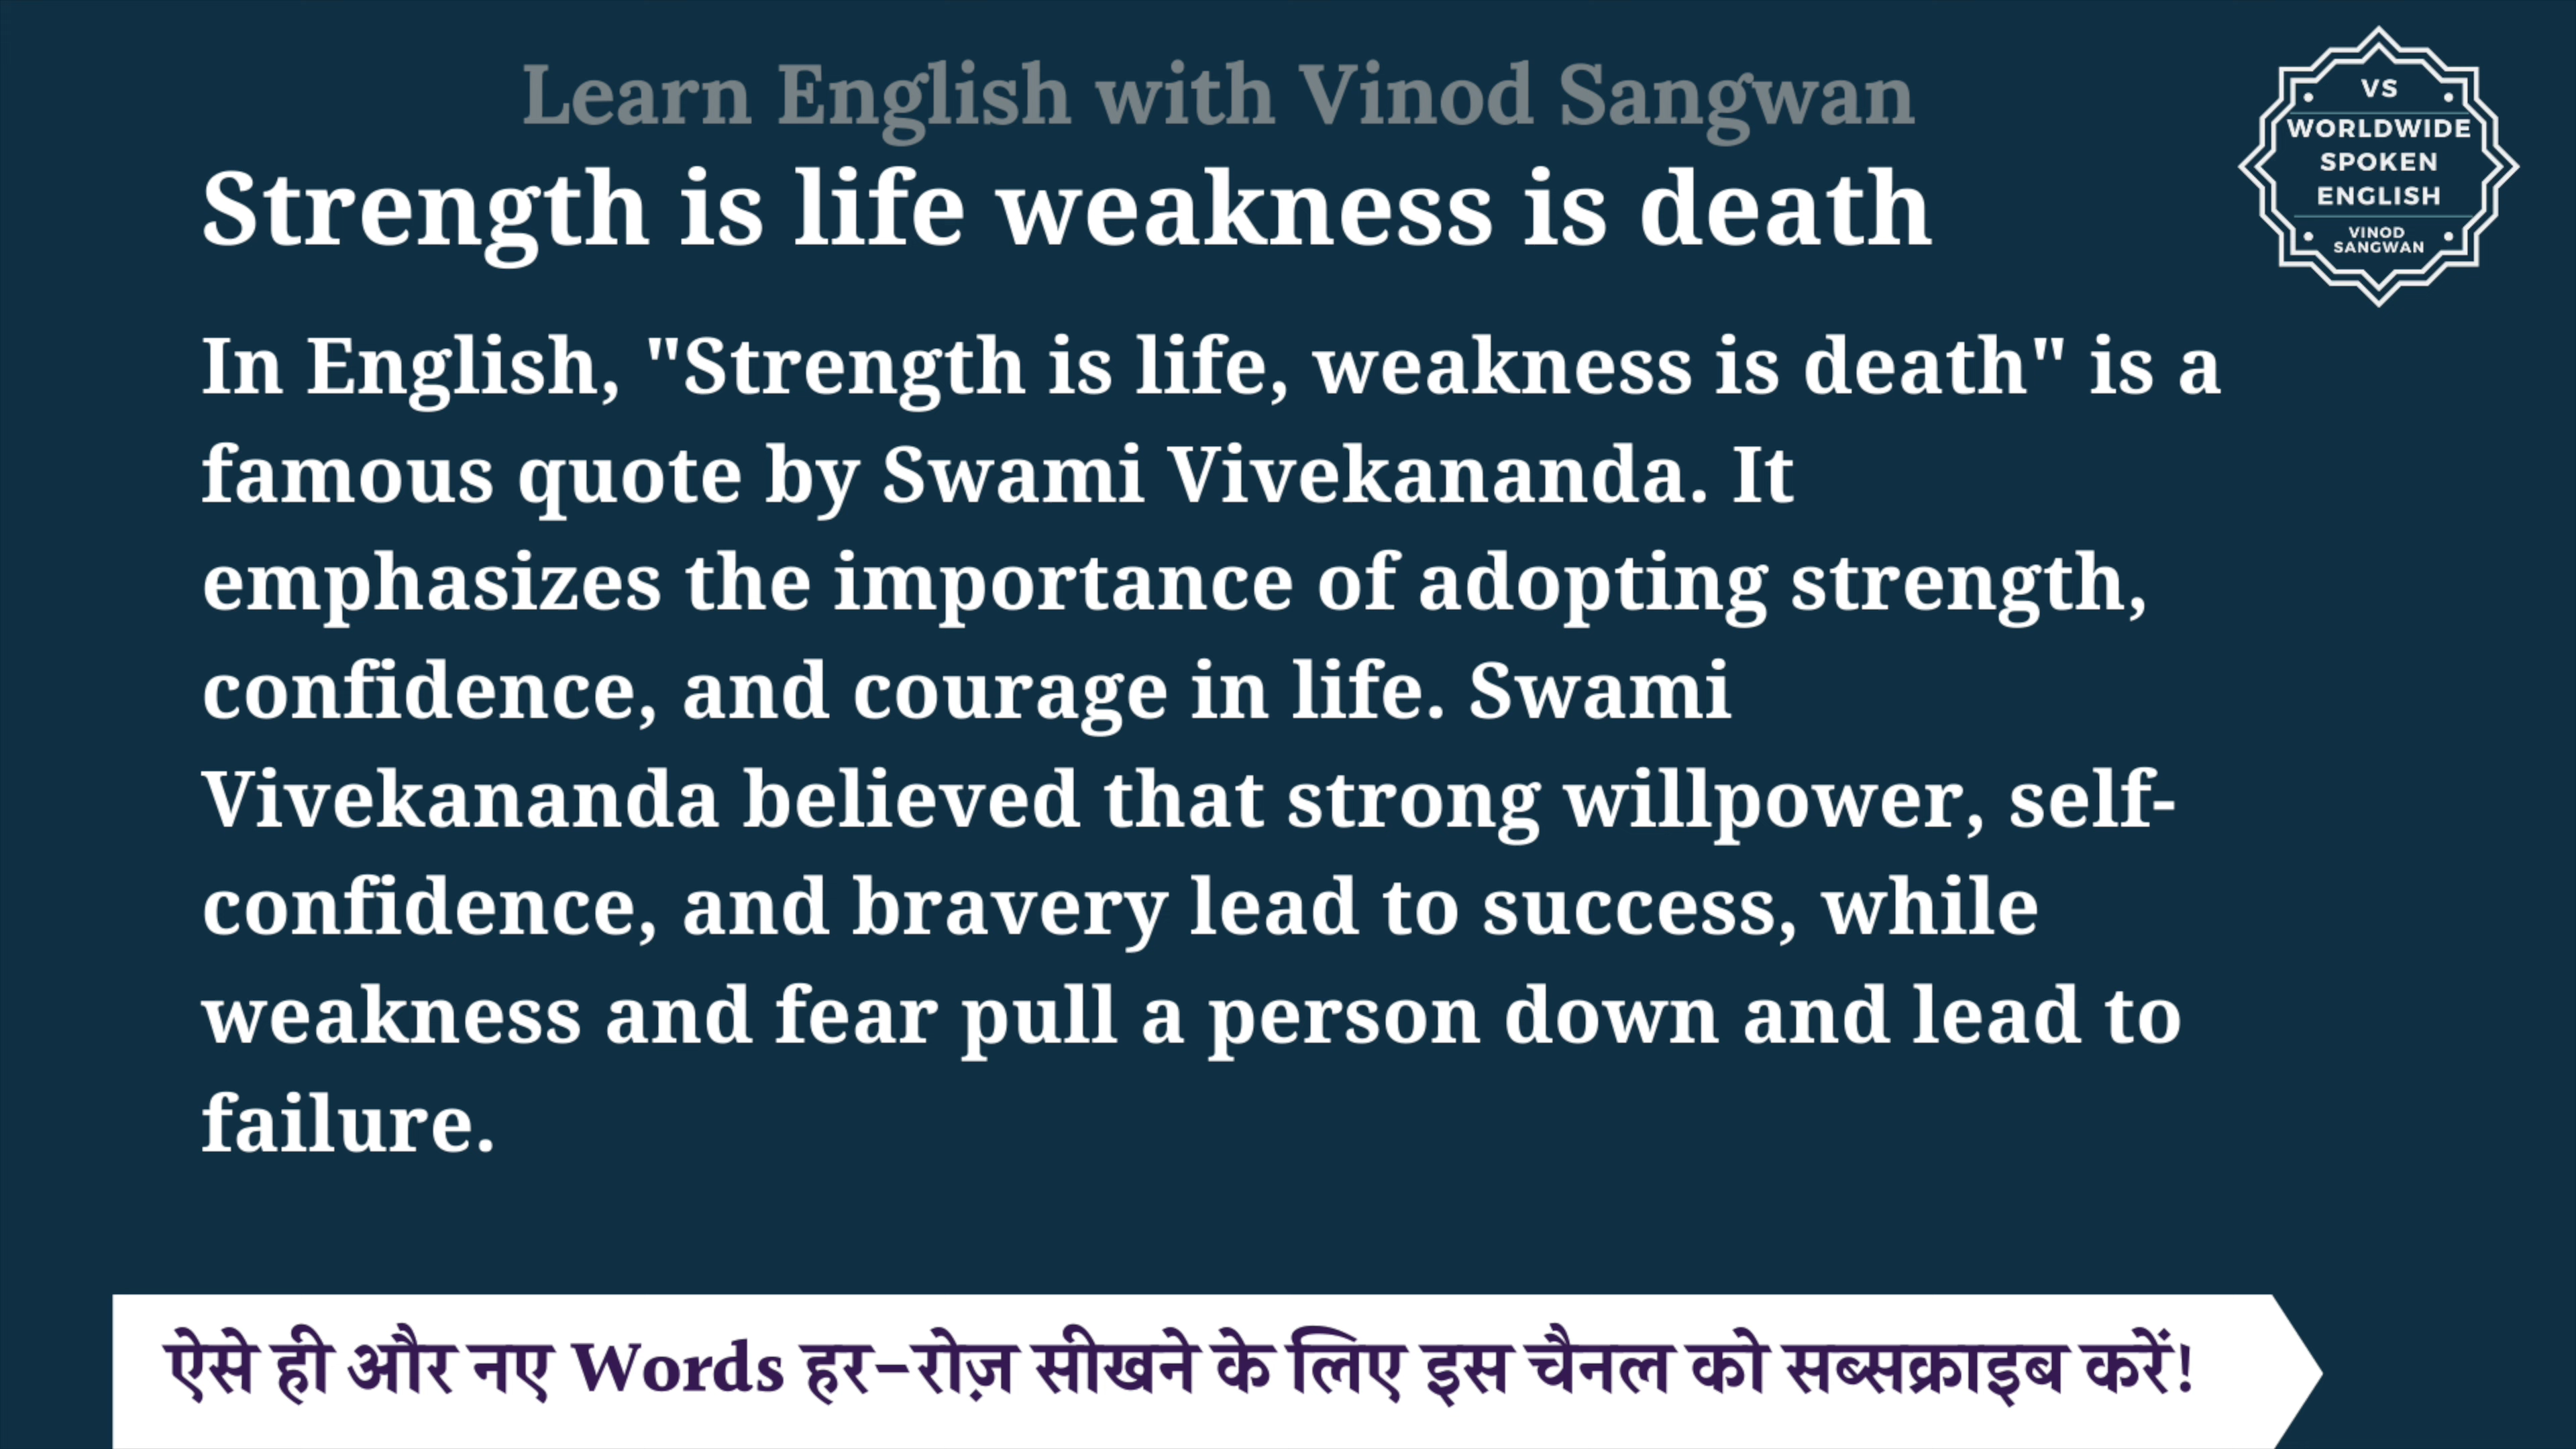 Learn English with Vinod Sangwan
VS
WORLDWIDE
SPOKEN
ENGLISH
VINOD
SANGWAN
Strength is life weakness is death
In English, "Strength is life, weakness is death" is a
famous quote by Swami Vivekananda. It
emphasizes the importance of adopting strength,
confidence, and courage in life. Swami
Vivekananda believed that strong willpower, self-
confidence, and bravery lead to success, while
weakness and fear pull a person down and lead to
failure.
ऐसे ही और नए Words हर-रोज़ सीखने के लिए इस चैनल को सब्सक्राइब करें!